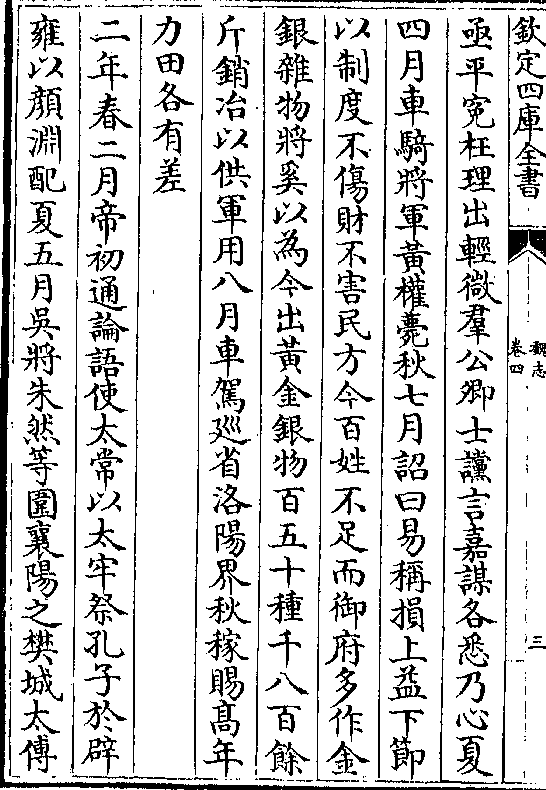 欽定四庫全書
魏志
卷四
三
亟平寃枉理出輕微羣公卿士讜言嘉謀各悉乃心夏
四月車騎將軍黃權薨秋七月詔曰易稱損上益下節
以制度不傷財不害民方今百姓不足而御府多作金
銀雜物將奚以為今出黃金銀物百五十種千八百餘
斤銷冶以供軍用八月車駕廵省洛陽界秋稼賜髙年
力田各有差
二年春二月帝初通論語使太常以太牢祭孔子於辟
雍以顔淵配夏五月吳將朱然等圍襄陽之樊城太傅